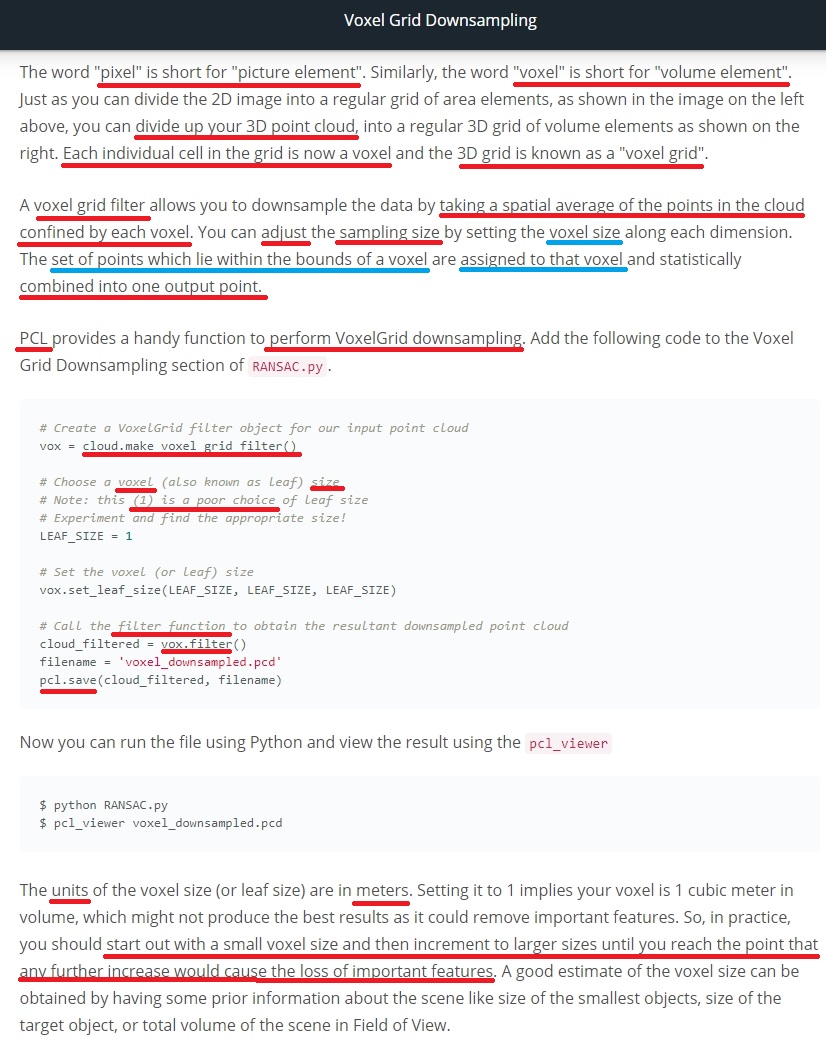 Voxel Grid Downsampling
The word "pixel" is short for "picture element". Similarly, the word "voxel" is short for "volume element".
Just as you can divide the 2D image into a regular grid of area elements, as shown in the image on the left
above, you can divide up your 3D point cloud, into a regular 3D grid of volume elements as shown on the
right. Each individual cell in the grid is now a voxel and the 3D grid is known as a "voxel grid".
A voxel grid filter allows you to downsample the data by taking a spatial average of the points in the cloud
confined by each voxel. You can adjust the sampling size by setting the voxel size along each dimension.
The set of points which lie within the bounds of a voxel are assigned to that voxel and statistically
combined into one output point.
PCL provides a handy function to perform VoxelGrid downsampling. Add the following code to the Voxel
Grid Downsampling section of RANSAC.py .
# Create a VoxelGrid filter object for our input point cloud
vox = cloud.make_voxel_grid_filter()
# Choose a voxel (also known as leaf) size
# Note: this (1) is a poor choice of leaf size
# Experiment and find the appropriate size!
LEAF_SIZE = 1
# Set the voxel (or leaf) size
vox.set_leaf_size(LEAF_SIZE, LEAF_SIZE, LEAF_SIZE)
# Call the filter function to obtain the resultant downsampled point cloud
cloud_filtered = vox.filter()
filename = 'voxel_downsampled.pcd'
pcl.save(cloud_filtered, filename)
Now you can run the file using Python and view the result using the pcl_viewer
$ python RANSAC.py
$ pcl_viewer voxel_downsampled.pcd
The units of the voxel size (or leaf size) are in meters. Setting it to 1 implies your voxel is 1 cubic meter in
volume, which might not produce the best results as it could remove important features. So, in practice,
you should start out with a small voxel size and then increment to larger sizes until you reach the point that
any further increase would cause the loss of important features. A good estimate of the voxel size can be
obtained by having some prior information about the scene like size of the smallest objects, size of the
target object, or total volume of the scene in Field of View.